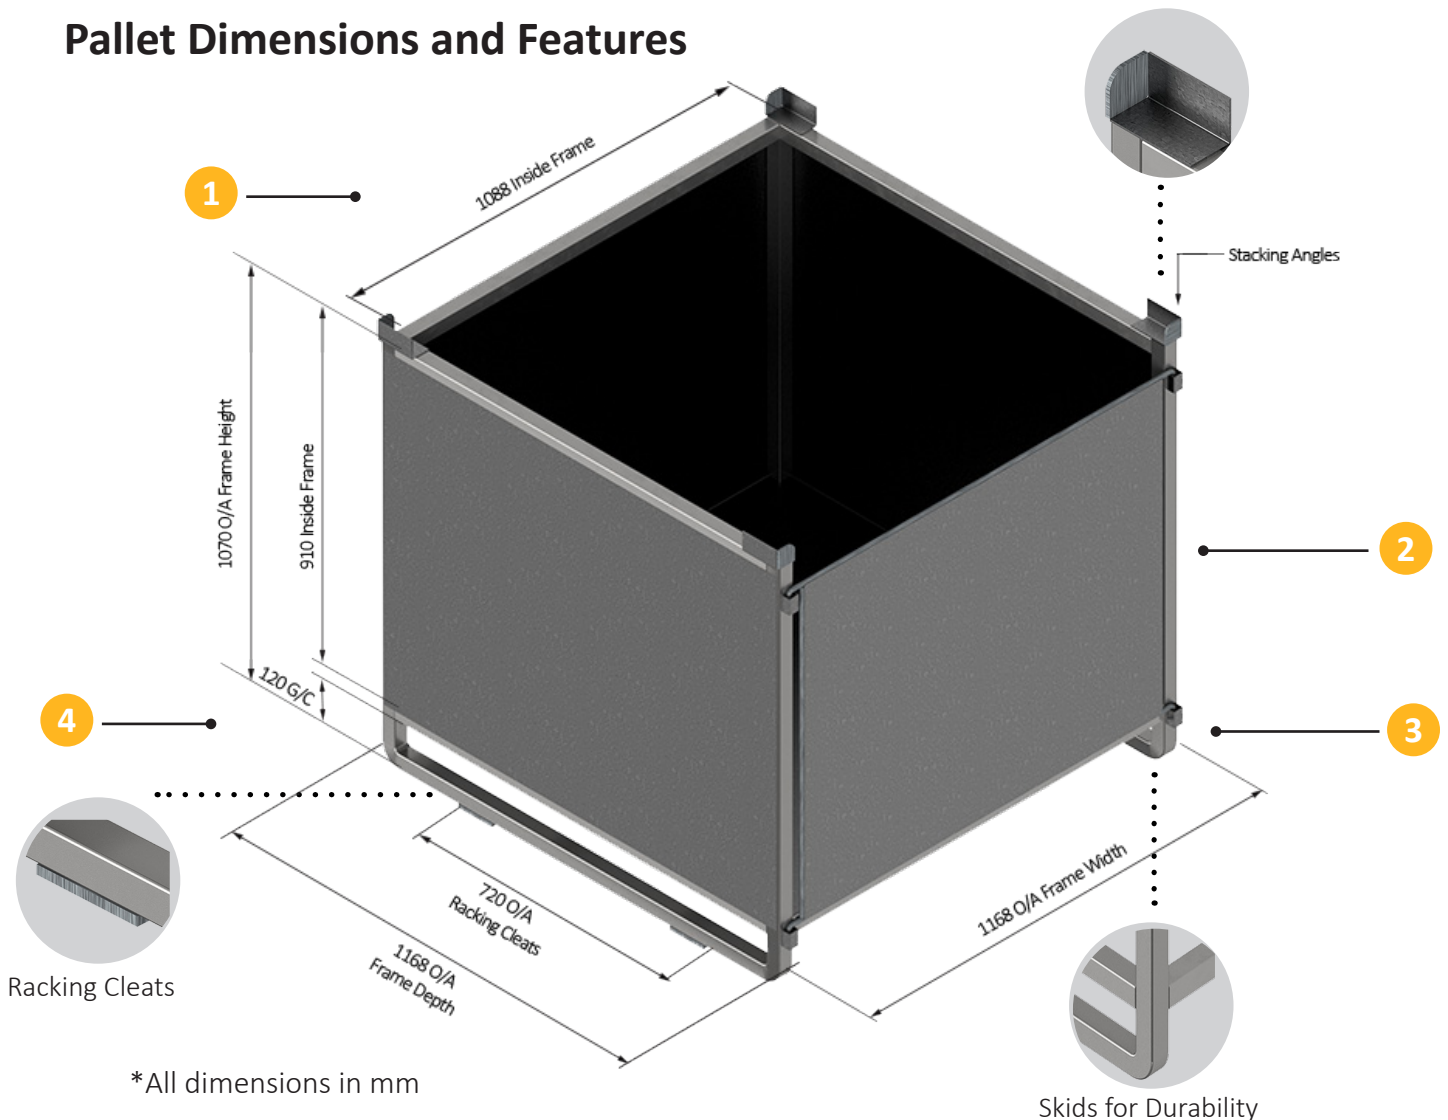 Pallet Dimensions and Features
1088 Inside Frame
1
Stacking Angles
1070 O/A Frame Height
910 Inside Frame
2
120 G/C
4
3
720 O/A
Racking Cleats
1168 O/A Frame Width
1168 O/A
Frame Depth
Racking Cleats
*All dimensions in mm
Skids for Durability